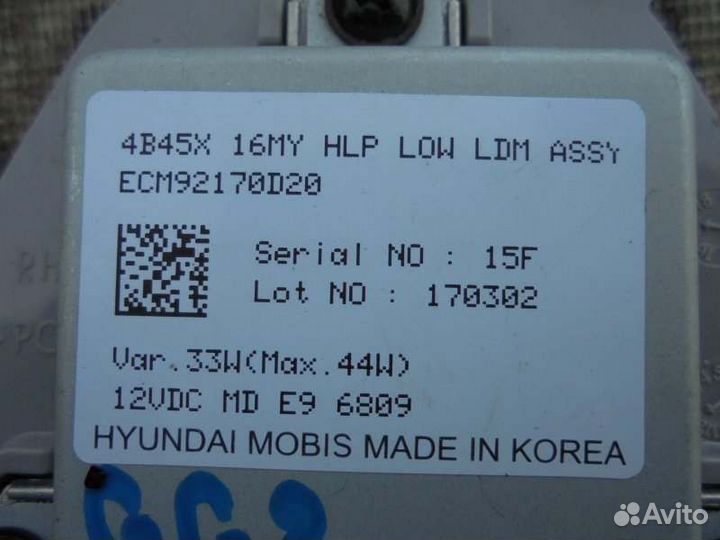 4B45X 16MY HLP LOW LDM ASSY
ECM92170D20
Serial NO : 15F
Lot NO : 170302
Var.33W(Max.44W)
12VDC MD E9 6809
HYUNDAI MOBIS MADE IN KOREA
RH
Avito